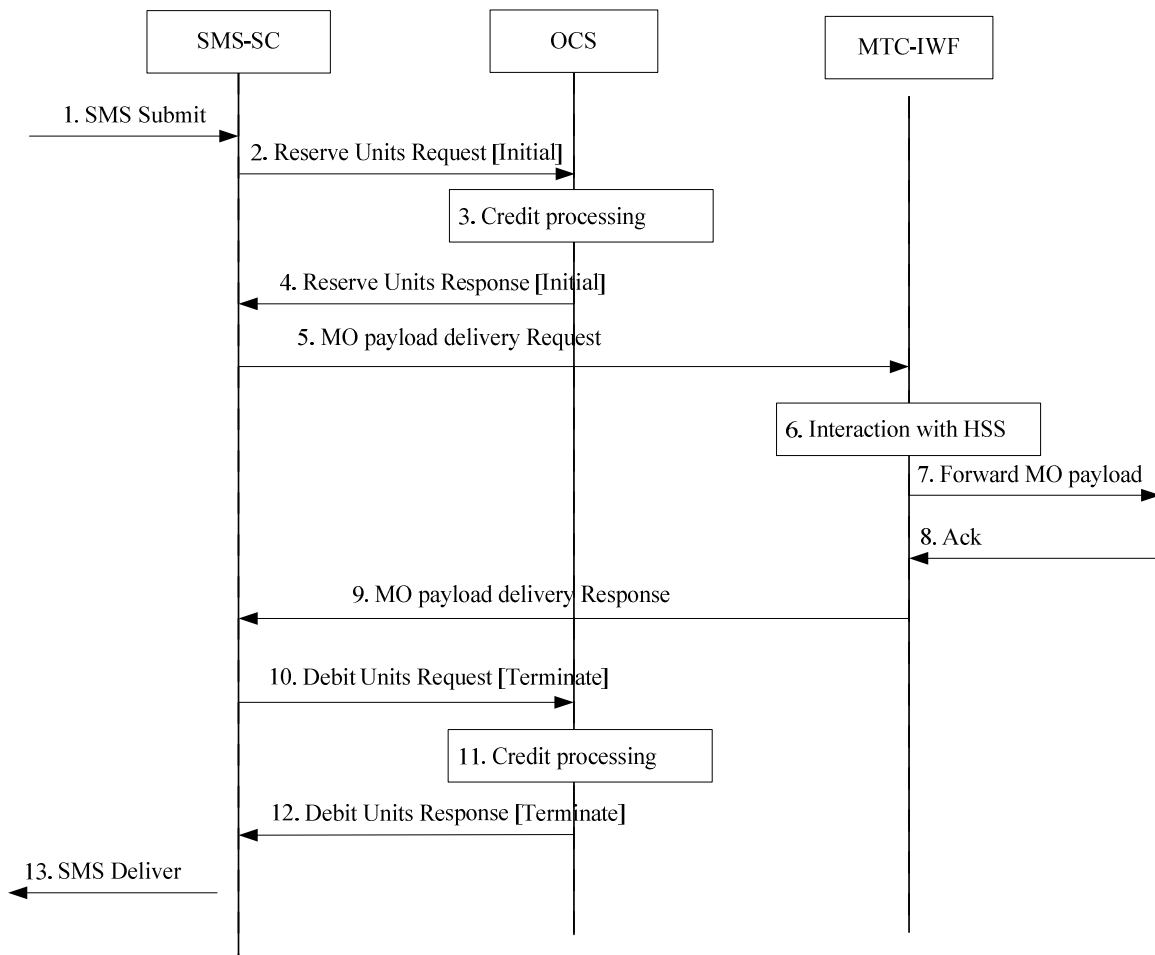 SMS-SC
OCS
MTC-IWF
1. SMS Submit
2. Reserve Units Request [Initial]
3. Credit processing
4. Reserve Units Response [Initial]
5. MO payload delivery Request
6. Interaction with HSS
7. Forward MO payload
8. Ack
9. MO payload delivery Response
10. Debit Units Request [Terminate]
11. Credit processing
12. Debit Units Response [Terminate]
13. SMS Deliver